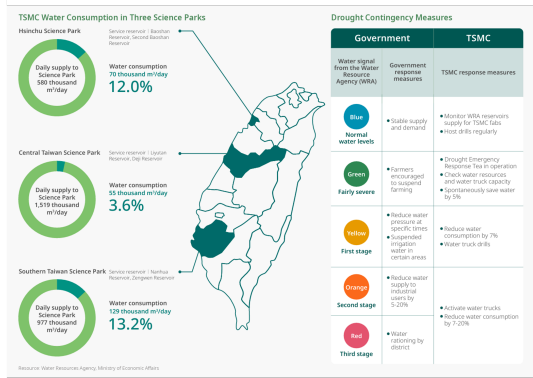 TSMC Water Consumption in Three Science Parks
Hsinchu Science Park
Service reservoir | Baoshan
Reservoir, Second Baoshan
Reservoir
Daily supply to
Science Park
580 thousand
m³/day
Water consumption
70 thousand m³/day
12.0%
Central Taiwan Science Park
Service reservoir | Liyutan
Reservoir, Deji Reservoir
Daily supply to
Science Park
1,519 thousand
m³/day
Water consumption
55 thousand m³/day
3.6%
Southern Taiwan Science Park
Service reservoir | Nanhua
Reservoir, Zengwen Reservoir
Daily supply to
Science Park
977 thousand
m³/day
Water consumption
129 thousand m³/day
13.2%
Resource: Water Resources Agency, Ministry of Economic Affairs
Drought Contingency Measures
Government
TSMC
Water signal
from the Water
Resource
Agency (WRA)
Government
response
measures
TSMC response measures
Blue
Normal
water levels
• Stable supply
and demand
• Monitor WRA reservoirs
supply for TSMC fabs
• Host drills regularly
Green
Fairly severe
• Farmers
encouraged
to suspend
farming
• Drought Emergency
Response Tea in operation
• Check water resources
and water truck capacity
• Spontaneously save water
by 5%
Yellow
First stage
• Reduce water
pressure at
specific times
• Suspended
irrigation
water in
certain areas
• Reduce water
consumption by 7%
• Water truck drills
Orange
Second stage
• Reduce water
supply to
industrial
users by
5-20%
• Activate water trucks
• Reduce water consumption
by 7-20%
Red
Third stage
• Water
rationing by
district